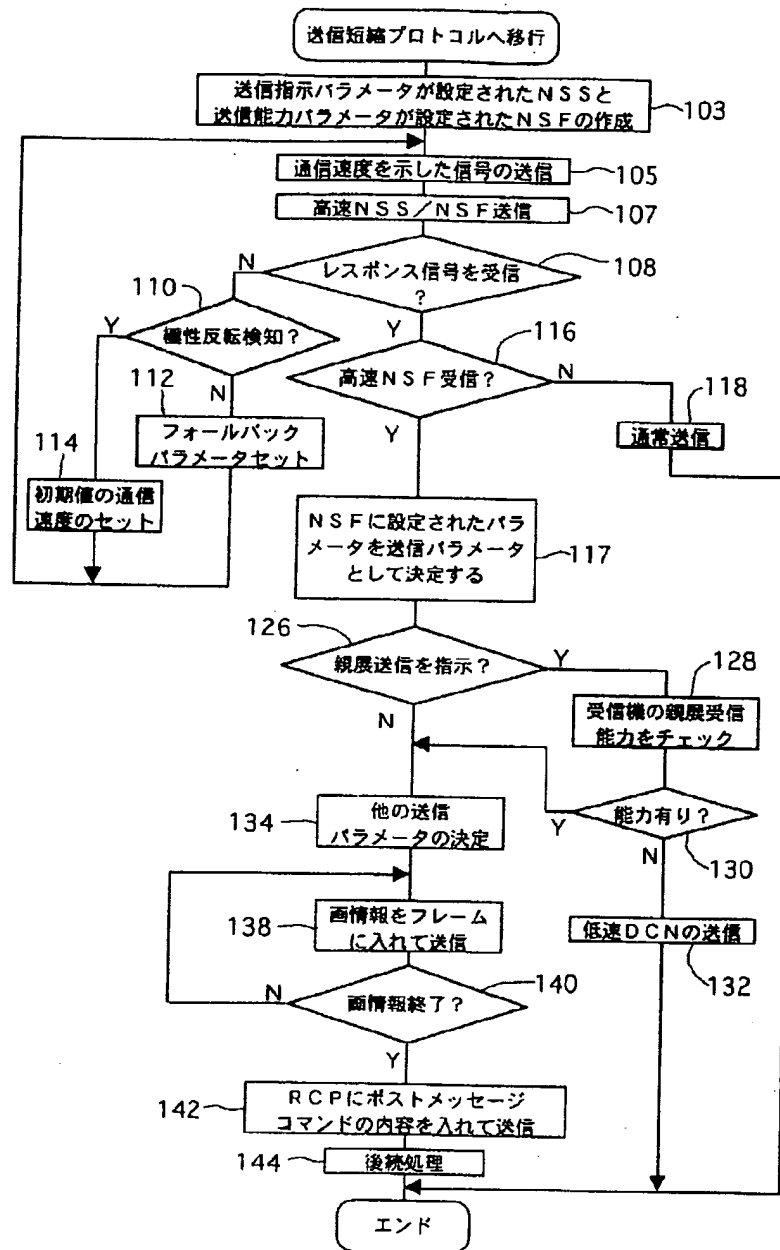 送信短縮プロトコルへ移行
送信指示パラメータが設定されたNSSと
送信能力パラメータが設定されたNSFの作成
103
通信速度を示した信号の送信
105
高速NSS/NSF送信
107
レスポンス信号を受信
?
108
N
Y
110
極性反転検知?
Y
N
116
高速NSF受信?
N
Y
112
フォールバック
パラメータセット
118
通常送信
114
初期値の通信
速度のセット
NSFに設定されたパラ
メータを送信パラメータ
として決定する
117
126
親展送信を指示?
Y
N
128
受信機の親展受信
能力をチェック
能力有り?
Y
N
130
134
他の送信
パラメータの決定
138
画情報をフレーム
に入れて送信
低速DCNの送信
132
画情報終了?
140
N
Y
142
RCPにポストメッセージ
コマンドの内容を入れて送信
144
後続処理
エンド